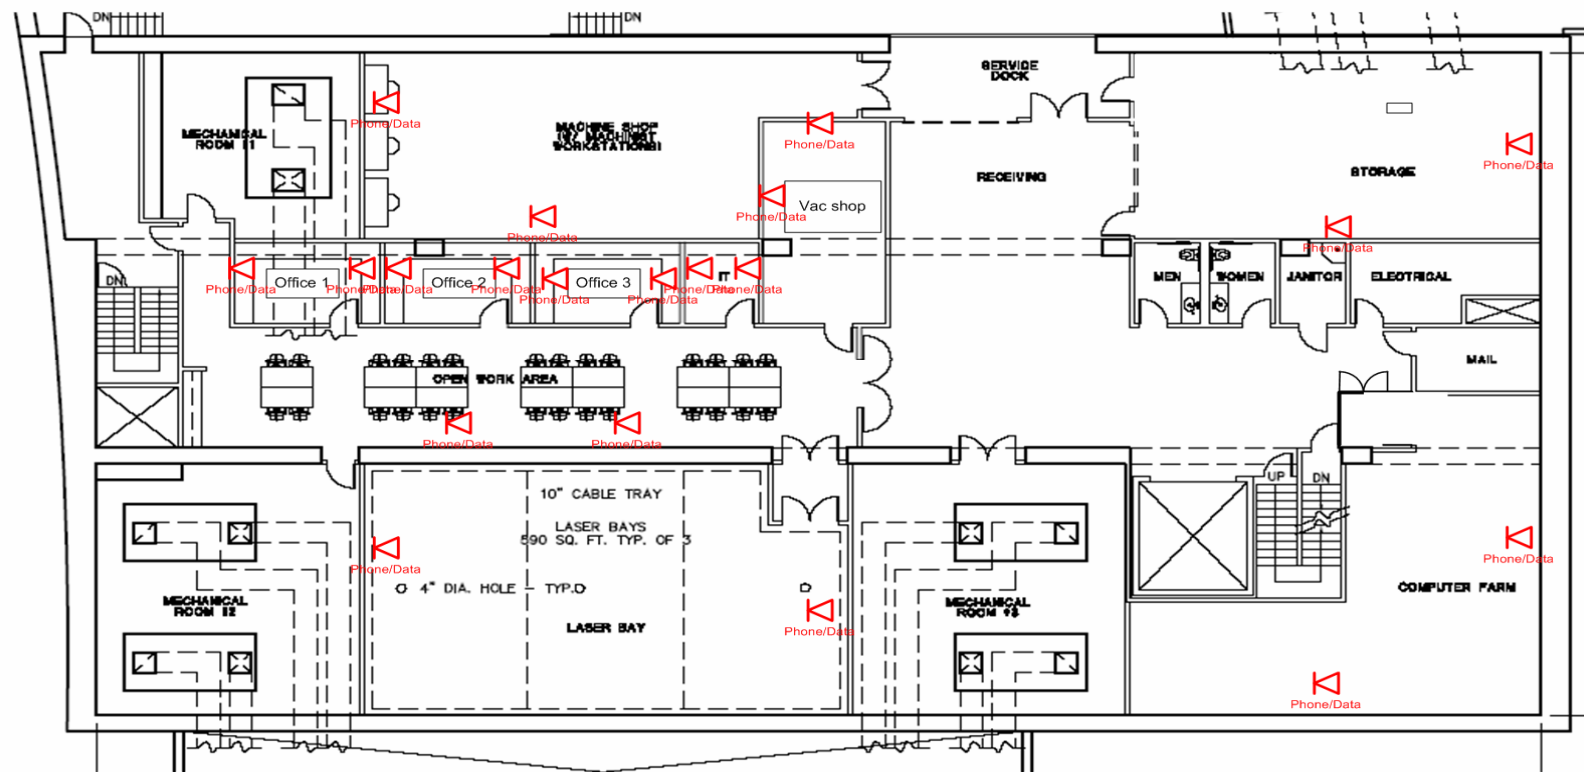 DN
DN
SERVICE
DOCK
Phone/Data
MECHANICAL
ROOM #1
MACHINE SHOP
(W/ MACHINIST
WORKSTATIONS)
Phone/Data
Phone/Data
STORAGE
RECEIVING
Vac shop
Phone/Data
Phone/Data
Phone/Data
DN
Office 1
Office 2
Office 3
IT
MEN
WOMEN
JANITOR
ELECTRICAL
Phone/Data
Phone/Data
Phone/Data
Phone/Data
Phone/Data
Phone/Data
Phone/Data
Phone/Data
MAIL
OPEN WORK AREA
Phone/Data
Phone/Data
UP
DN
10" CABLE TRAY
LASER BAYS
590 SQ. FT. TYP. OF 3
Phone/Data
Phone/Data
4" DIA. HOLE - TYP.
COMPUTER FARM
MECHANICAL
ROOM #2
MECHANICAL
ROOM #3
LASER BAY
Phone/Data
Phone/Data